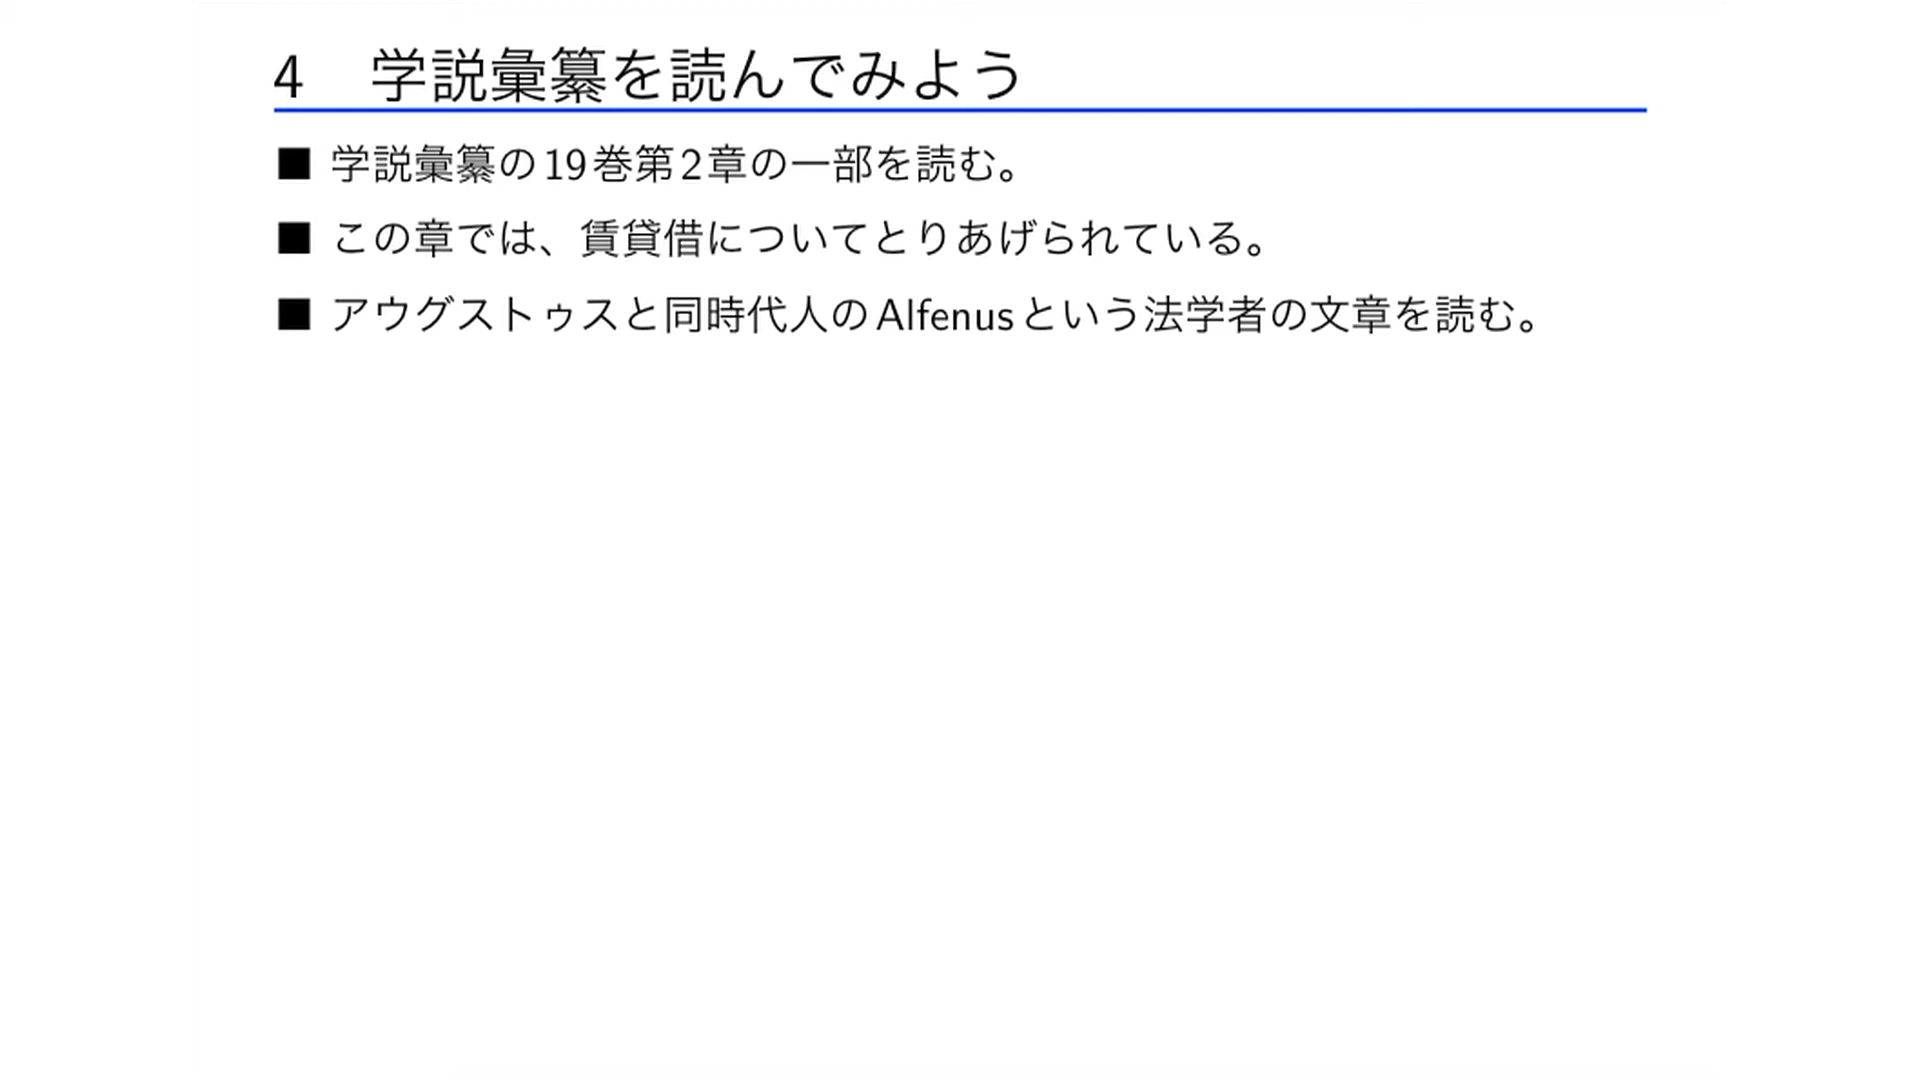 4　学説彙纂を読んでみよう
■ 学説彙纂の19巻第2章の一部を読む。
■ この章では、賃貸借についてとりあげられている。
■ アウグストゥスと同時代人のAlfenusという法学者の文章を読む。